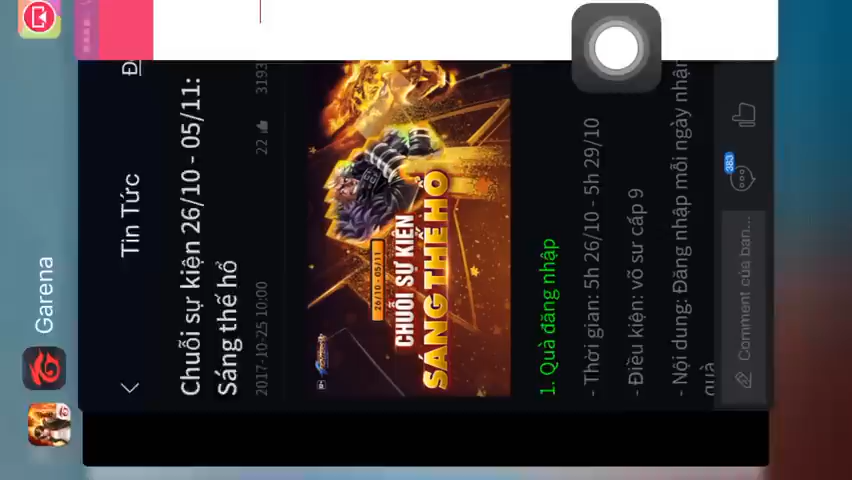 Garena
Tin Tức
Chuỗi sự kiện 26/10 - 05/11:
Sáng thế hổ
2017-10-25 10:00
22
3193
26/10 - 05/11
CHUỖI SỰ KIỆN
SÁNG THẾ HỔ
1. Quà đăng nhập
- Thời gian: 5h 26/10 - 5h 29/10
- Điều kiện: võ sư cấp 9
- Nội dung: Đăng nhập mỗi ngày nhận
quà
Comment của bạn...
383